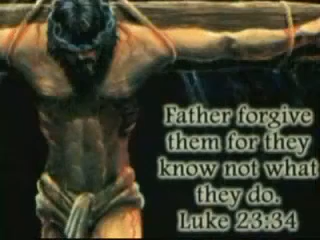 Father forgive
them for they
know not what
they do.
Luke 23:34